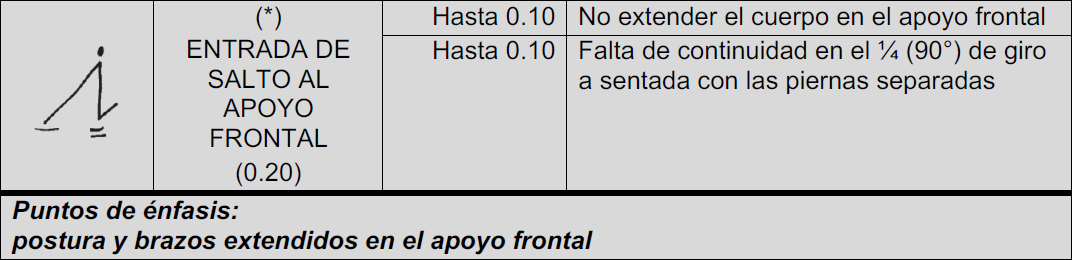 (*)
ENTRADA DE
SALTO AL
APOYO
FRONTAL
(0.20)
Hasta 0.10
No extender el cuerpo en el apoyo frontal
Hasta 0.10
Falta de continuidad en el ¼ (90°) de giro
a sentada con las piernas separadas
Puntos de énfasis:
postura y brazos extendidos en el apoyo frontal